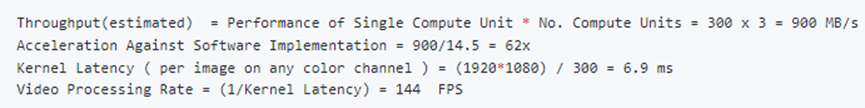 Throughput(estimated) = Performance of Single Compute Unit * No. Compute Units = 300 x 3 = 900 MB/s
Acceleration Against Software Implementation = 900/14.5 = 62x
Kernel Latency ( per image on any color channel ) = (1920*1080) / 300 = 6.9 ms
Video Processing Rate = (1/Kernel Latency) = 144 FPS